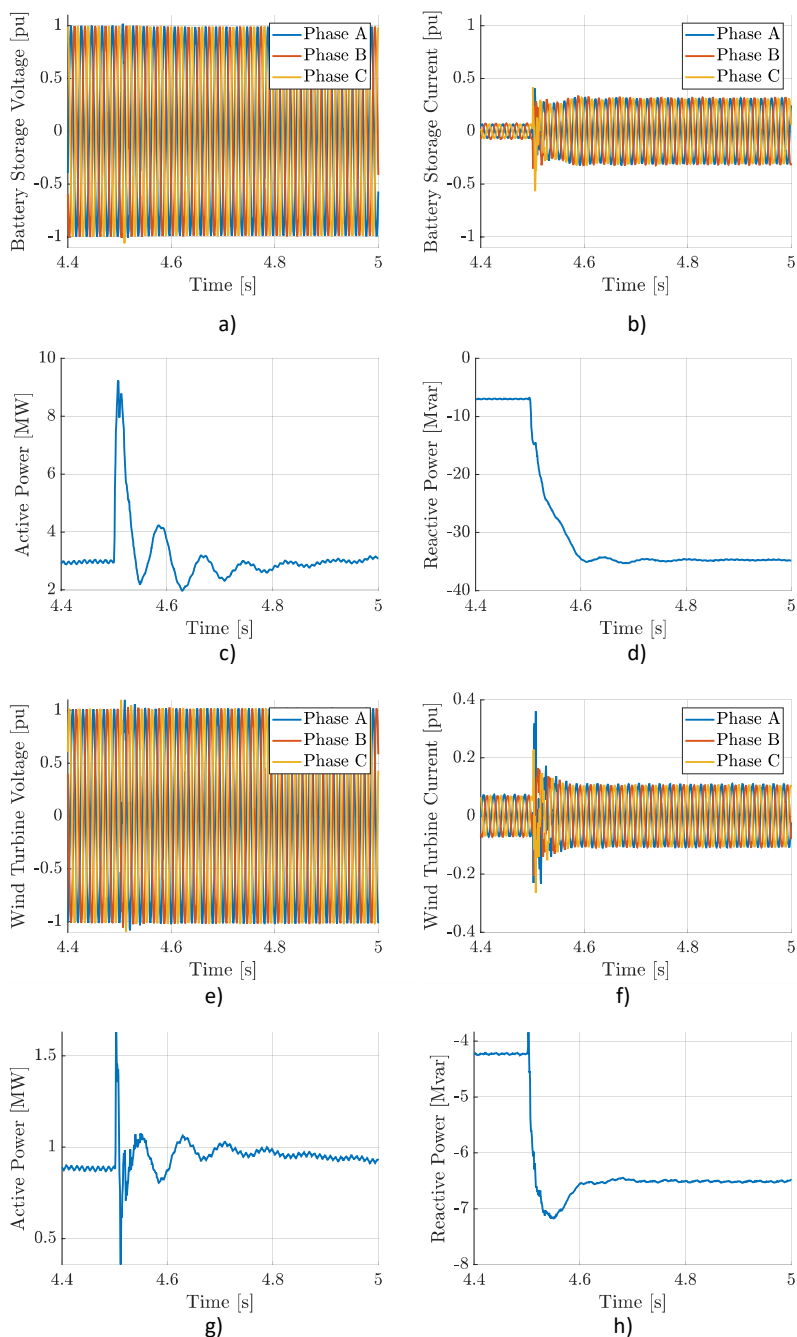 Battery Storage Voltage [pu]
1
0.5
0
-0.5
-1
4.4 4.6 4.8 5
Time [s]
Phase A
Phase B
Phase C
a)
Battery Storage Current [pu]
1
0.5
0
-0.5
-1
4.4 4.6 4.8 5
Time [s]
Phase A
Phase B
Phase C
b)
Active Power [MW]
10
8
6
4
2
4.4 4.6 4.8 5
Time [s]
c)
Reactive Power [Mvar]
0
-10
-20
-30
-40
4.4 4.6 4.8 5
Time [s]
d)
Wind Turbine Voltage [pu]
1
0.5
0
-0.5
-1
4.4 4.6 4.8 5
Time [s]
Phase A
Phase B
Phase C
e)
Wind Turbine Current [pu]
0.4
0.2
0
-0.2
-0.4
4.4 4.6 4.8 5
Time [s]
Phase A
Phase B
Phase C
f)
Active Power [MW]
1.5
1
0.5
4.4 4.6 4.8 5
Time [s]
g)
Reactive Power [Mvar]
-4
-5
-6
-7
-8
4.4 4.6 4.8 5
Time [s]
h)